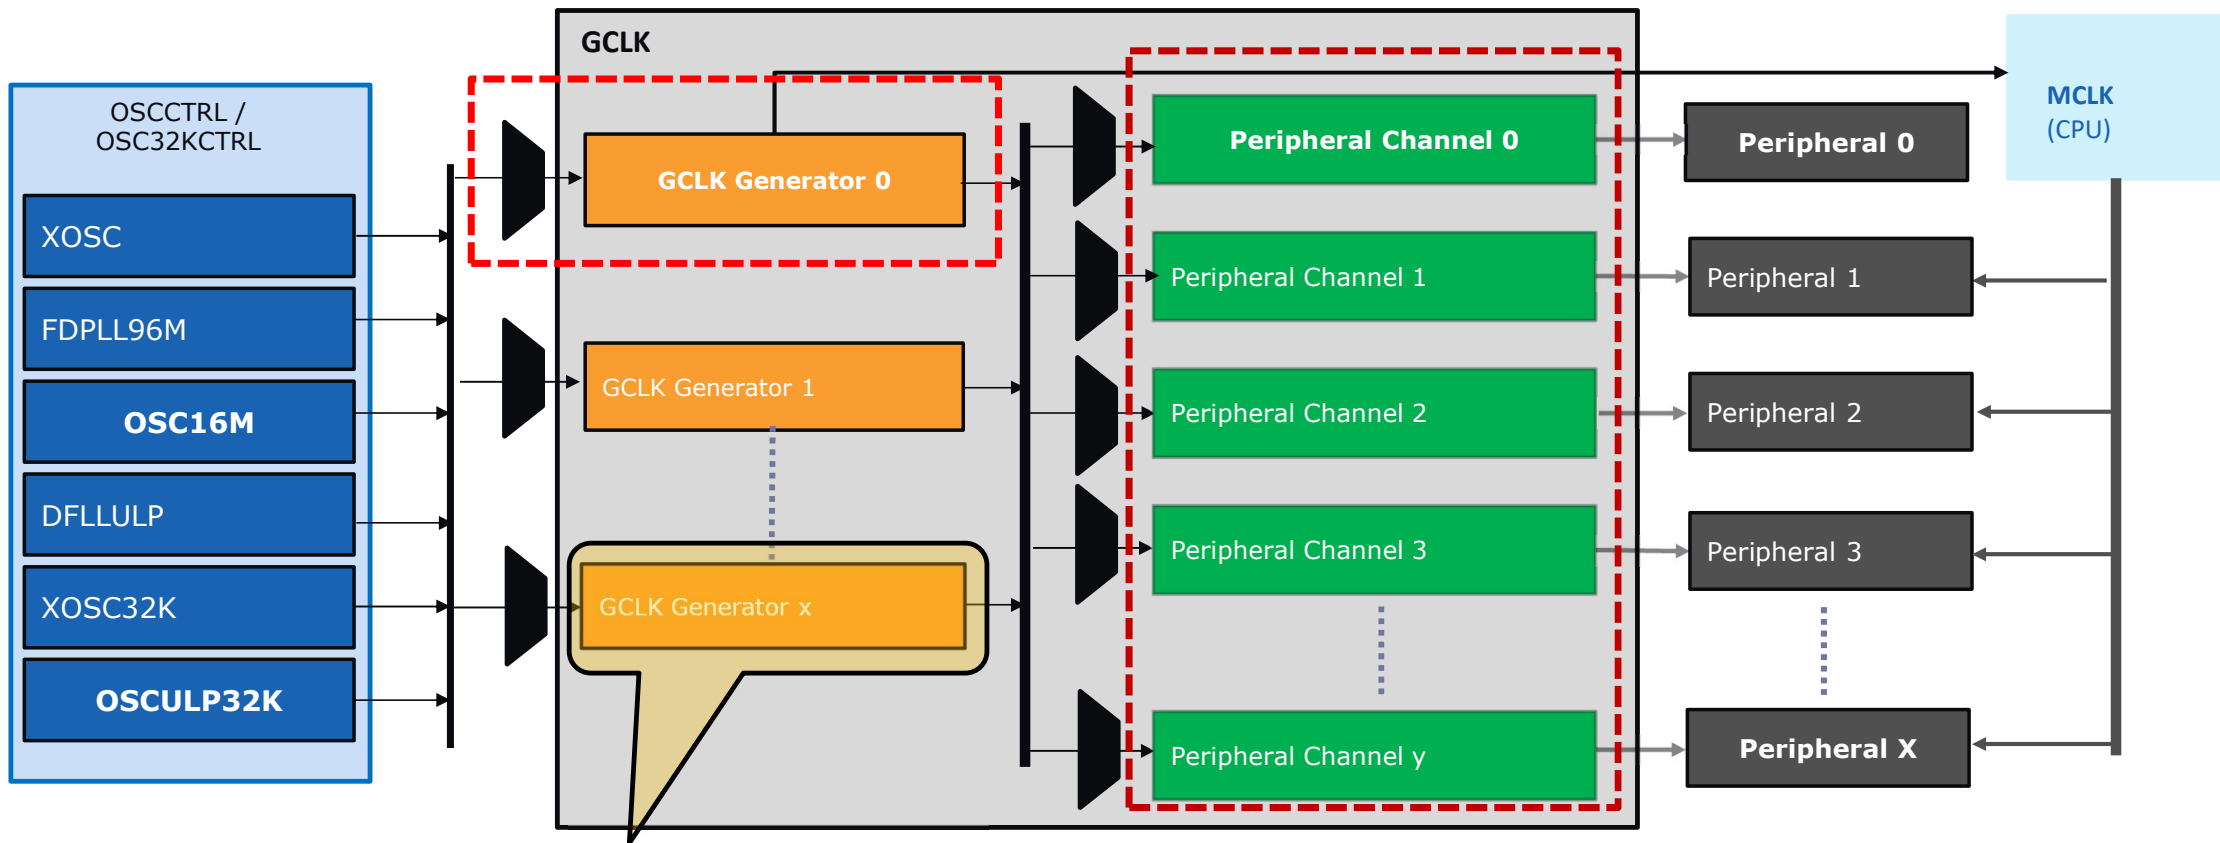 GCLK
OSCCTRL /
OSC32KCTRL
XOSC
FDPLL96M
OSC16M
DFLLULP
XOSC32K
OSCULP32K
GCLK Generator 0
GCLK Generator 1
GCLK Generator x
Peripheral Channel 0
Peripheral Channel 1
Peripheral Channel 2
Peripheral Channel 3
Peripheral Channel y
Peripheral 0
Peripheral 1
Peripheral 2
Peripheral 3
Peripheral X
MCLK
(CPU)